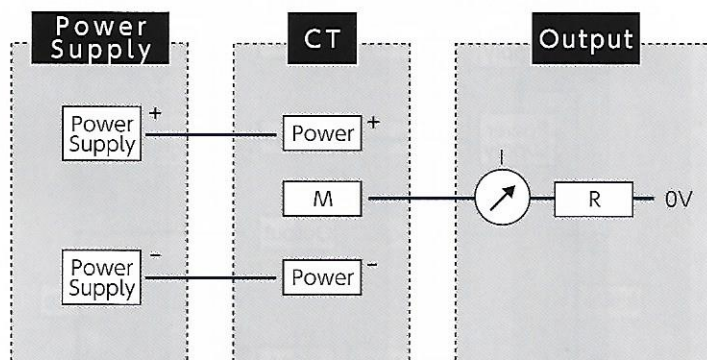 Power
Supply
CT
Output
Power
Supply
+
Power
+
M
I
R
0V
Power
Supply
-
Power
-